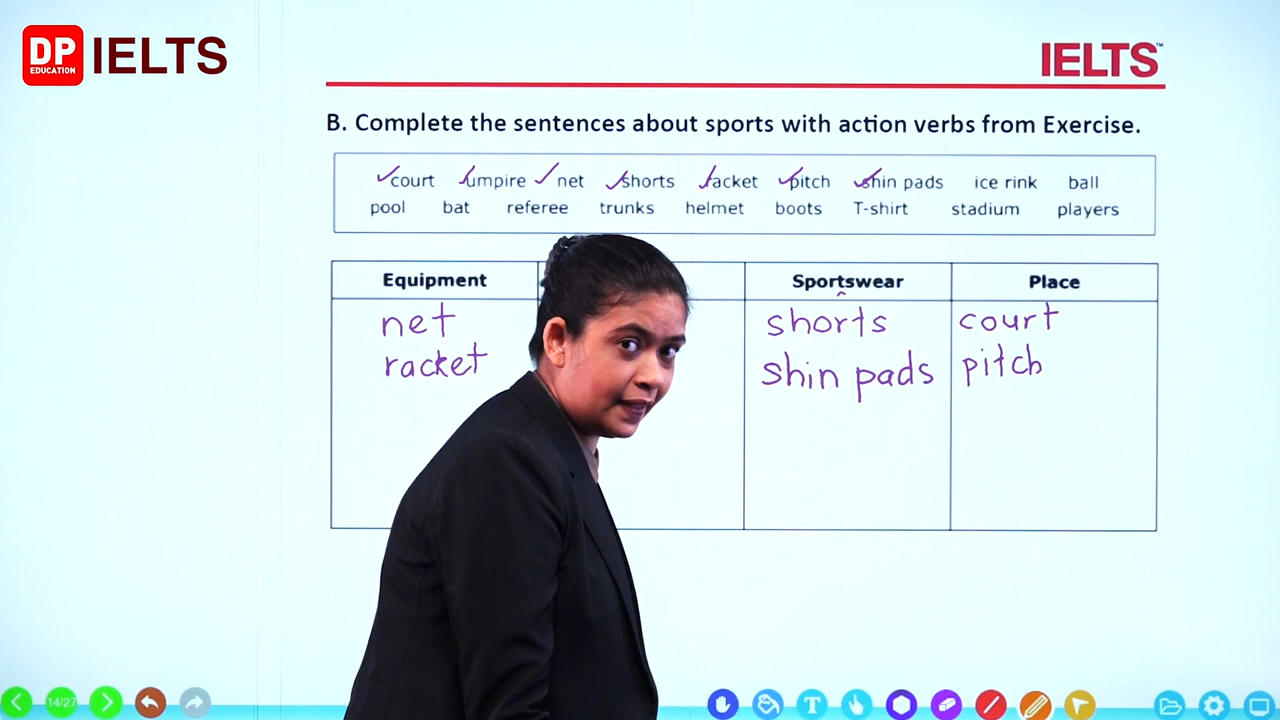 DP
EDUCATION
IELTS
IELTS™
B. Complete the sentences about sports with action verbs from Exercise.
court umpire net shorts racket pitch shin pads ice rink ball
pool bat referee trunks helmet boots T-shirt stadium players
Equipment Sportswear Place
net shorts court
racket shin pads pitch
14/27
T